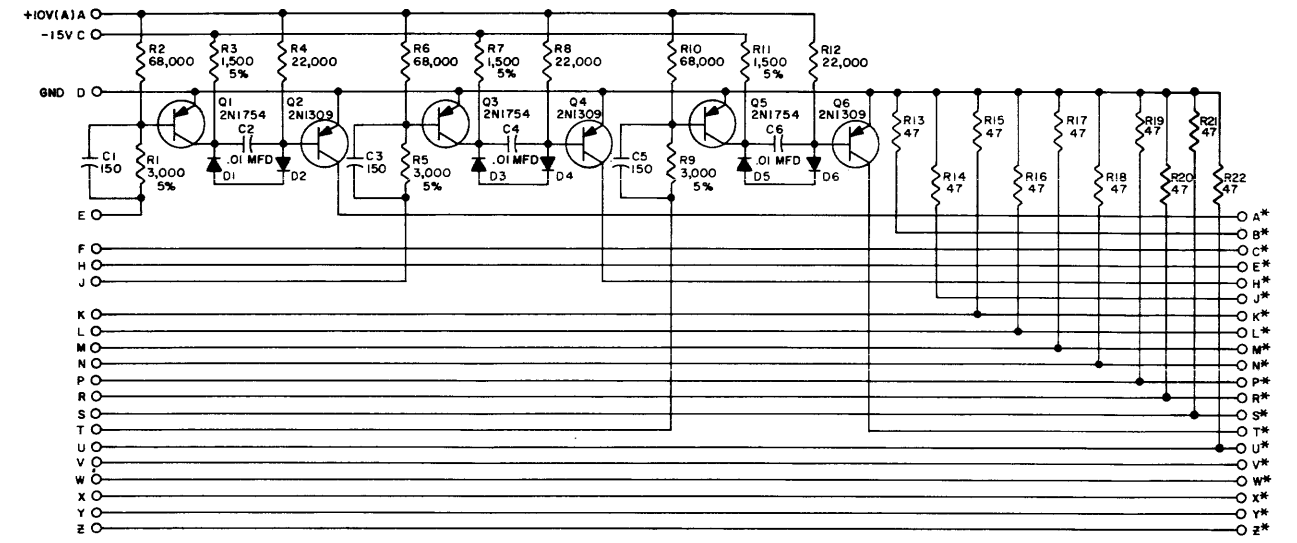 +10V(A) A
-15V C
GND D
R2 68,000
R3 1,500 5%
R4 22,000
R6 68,000
R7 1,500 5%
R8 22,000
R10 68,000
R11 1,500 5%
R12 22,000
Q1 2N1754
Q2 2N1309
Q3 2N1754
Q4 2N1309
Q5 2N1754
Q6 2N1309
C1 150
R1 3,000 5%
C2 .01 MFD
D1
D2
C3 150
R5 3,000 5%
C4 .01 MFD
D3
D4
C5 150
R9 3,000 5%
C6 .01 MFD
D5
D6
R13 47
R15 47
R17 47
R19 47
R21 47
R14 47
R16 47
R18 47
R20 47
R22 47
E
F
H
J
K
L
M
N
P
R
S
T
U
V
W
X
Y
Z
A*
B*
C*
E*
H*
J*
K*
L*
M*
N*
P*
R*
S*
T*
U*
V*
W*
X*
Y*
Z*